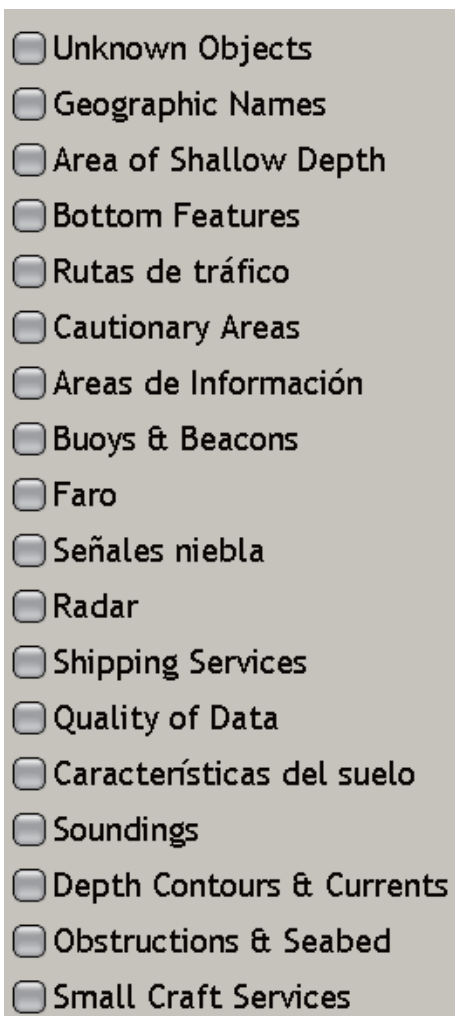 Unknown Objects
Geographic Names
Area of Shallow Depth
Bottom Features
Rutas de tráfico
Cautionary Areas
Areas de Información
Buoys & Beacons
Faro
Señales niebla
Radar
Shipping Services
Quality of Data
Características del suelo
Soundings
Depth Contours & Currents
Obstructions & Seabed
Small Craft Services